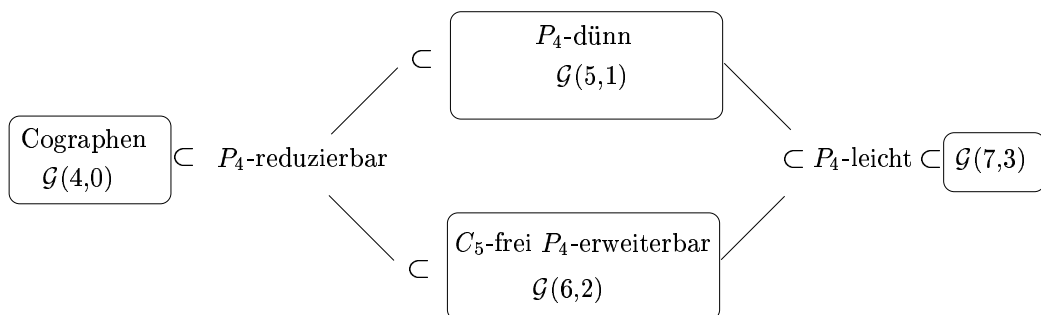 Cographen
𝒢(4,0)
⊂
P₄-reduzierbar
⊂
P₄-dünn
𝒢(5,1)
⊂
C₅-frei P₄-erweiterbar
𝒢(6,2)
⊂ P₄-leicht ⊂
𝒢(7,3)